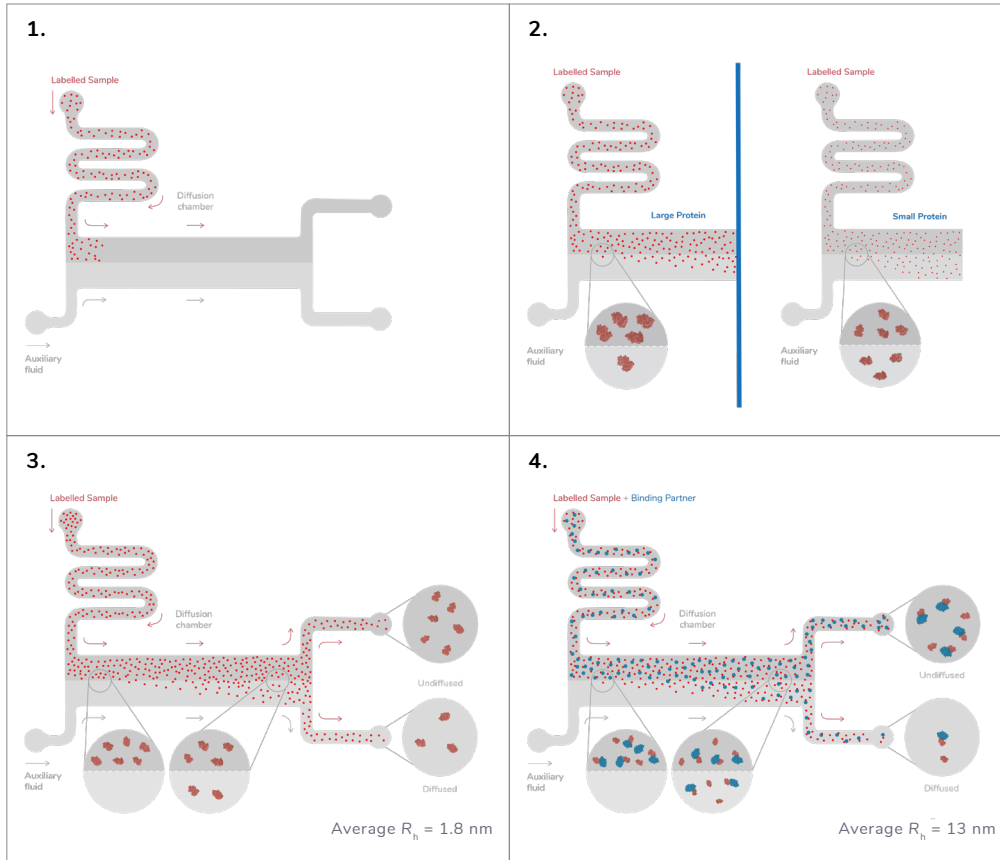 1.
Labelled Sample
Diffusion
chamber
Auxiliary
fluid
2.
Labelled Sample
Large Protein
Auxiliary
fluid
Labelled Sample
Small Protein
Auxiliary
fluid
3.
Labelled Sample
Diffusion
chamber
Undiffused
Auxiliary
fluid
Diffused
Average Rh = 1.8 nm
4.
Labelled Sample + Binding Partner
Diffusion
chamber
Undiffused
Auxiliary
fluid
Diffused
Average Rh = 13 nm